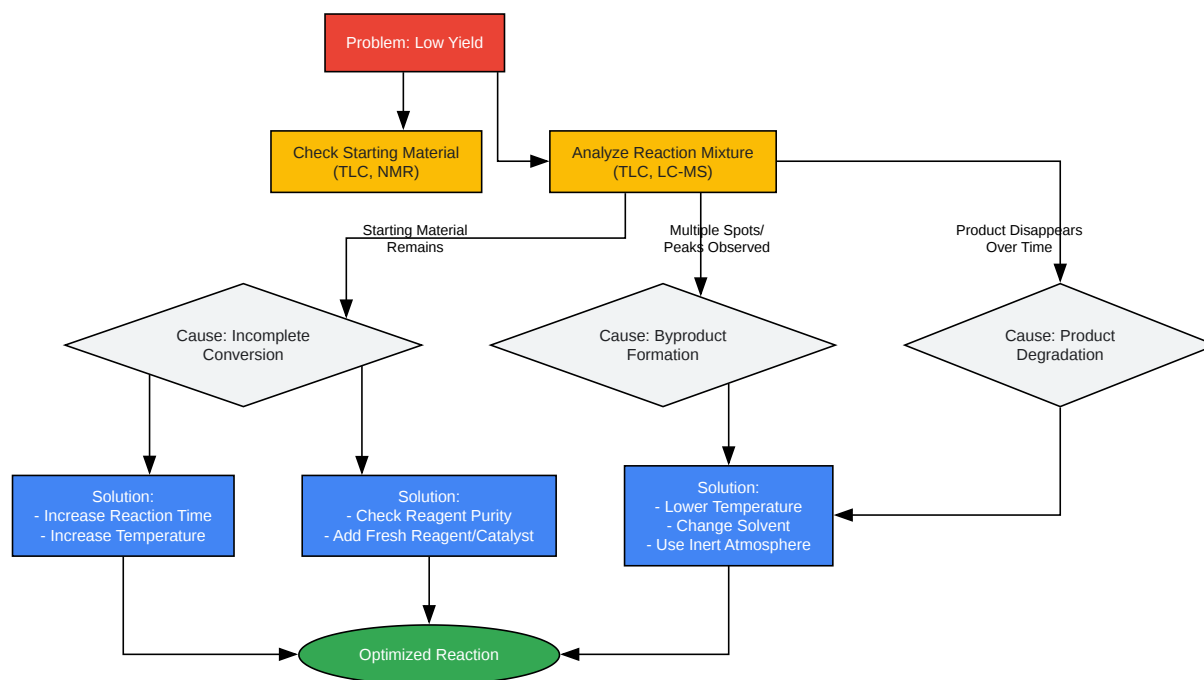 Problem: Low Yield
Check Starting Material
(TLC, NMR)
Analyze Reaction Mixture
(TLC, LC-MS)
Starting Material
Remains
Multiple Spots/
Peaks Observed
Product Disappears
Over Time
Cause: Incomplete
Conversion
Cause: Byproduct
Formation
Cause: Product
Degradation
Solution:
- Increase Reaction Time
- Increase Temperature
Solution:
- Check Reagent Purity
- Add Fresh Reagent/Catalyst
Solution:
- Lower Temperature
- Change Solvent
- Use Inert Atmosphere
Optimized Reaction